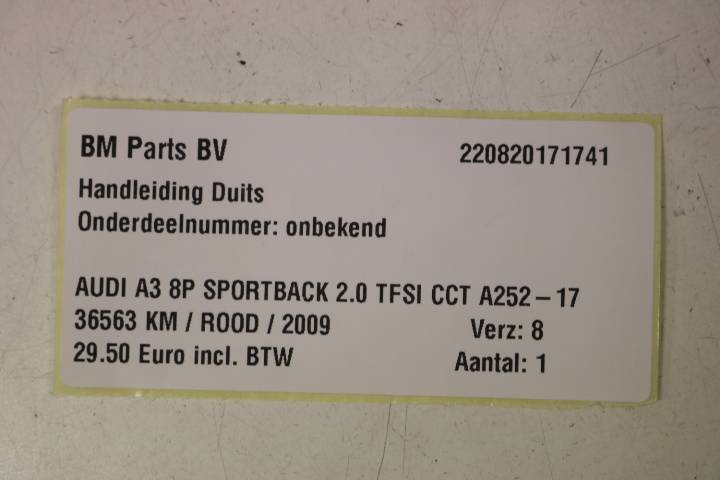 BM Parts BV 220820171741
Handleiding Duits
Onderdeelnummer: onbekend
AUDI A3 8P SPORTBACK 2.0 TFSI CCT A252-17
36563 KM / ROOD / 2009 Verz: 8
29.50 Euro incl. BTW Aantal: 1